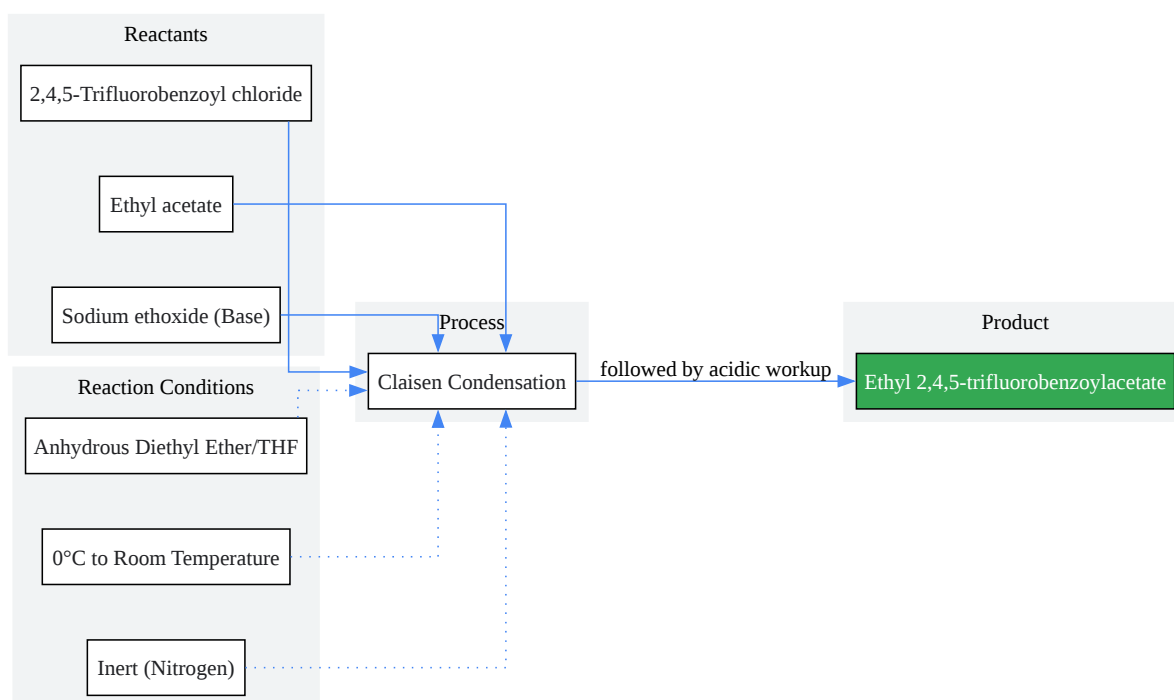 Reactants
2,4,5-Trifluorobenzoyl chloride
Ethyl acetate
Sodium ethoxide (Base)
Reaction Conditions
Anhydrous Diethyl Ether/THF
0°C to Room Temperature
Inert (Nitrogen)
Process
Claisen Condensation
followed by acidic workup
Product
Ethyl 2,4,5-trifluorobenzoylacetate